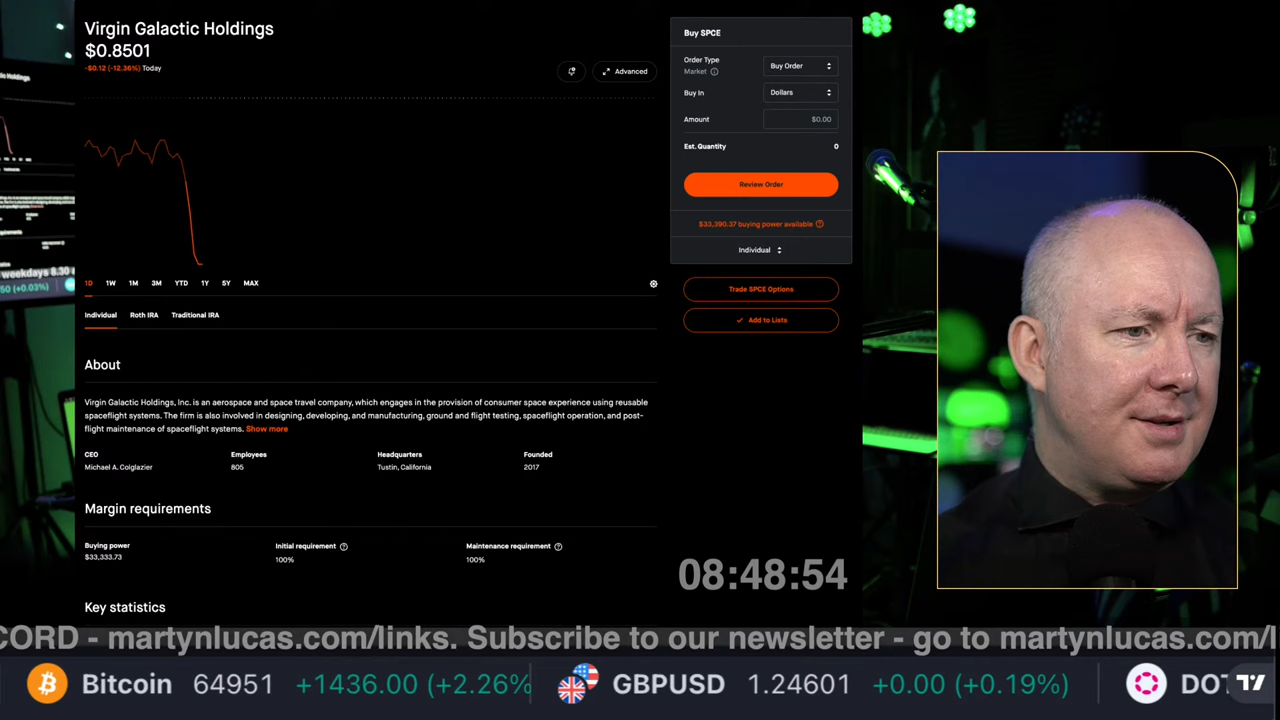 Virgin Galactic Holdings
$0.8501
-$0.12 (-12.36%) Today
Advanced
1D 1W 1M 3M YTD 1Y 5Y MAX
Individual Roth IRA Traditional IRA
About
Virgin Galactic Holdings, Inc. is an aerospace and space travel company, which engages in the provision of consumer space experience using reusable
spaceflight systems. The firm is also involved in designing, developing, and manufacturing, ground and flight testing, spaceflight operation, and post-
flight maintenance of spaceflight systems. Show more
CEO Employees Headquarters Founded
Michael A. Colglazier 805 Tustin, California 2017
Margin requirements
Buying power Initial requirement Maintenance requirement
$33,333.73 100% 100%
Key statistics
Buy SPCE
Order Type
Market
Buy Order
Buy In Dollars
Amount $0.00
Est. Quantity 0
Review Order
$33,390.37 buying power available
Individual
Trade SPCE Options
Add to Lists
weekdays 8.30 a
50 (+0.03%)
08:48:54
CORD - martynlucas.com/links. Subscribe to our newsletter - go to martynlucas.com/l
Bitcoin 64951 +1436.00 (+2.26% GBPUSD 1.24601 +0.00 (+0.19%) DOT